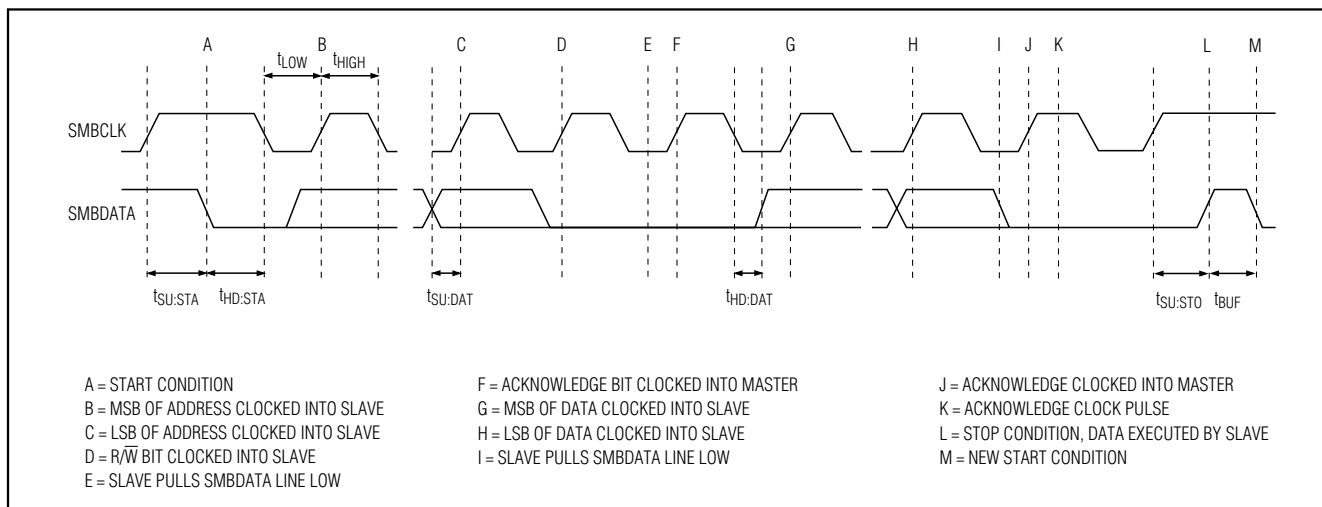 A B C D E F G H I J K L M
tLOW tHIGH
SMBCLK
SMBDATA
tSU:STA tHD:STA tSU:DAT tHD:DAT tSU:STO tBUF
A = START CONDITION
B = MSB OF ADDRESS CLOCKED INTO SLAVE
C = LSB OF ADDRESS CLOCKED INTO SLAVE
D = R/W̅ BIT CLOCKED INTO SLAVE
E = SLAVE PULLS SMBDATA LINE LOW
F = ACKNOWLEDGE BIT CLOCKED INTO MASTER
G = MSB OF DATA CLOCKED INTO SLAVE
H = LSB OF DATA CLOCKED INTO SLAVE
I = SLAVE PULLS SMBDATA LINE LOW
J = ACKNOWLEDGE CLOCKED INTO MASTER
K = ACKNOWLEDGE CLOCK PULSE
L = STOP CONDITION, DATA EXECUTED BY SLAVE
M = NEW START CONDITION